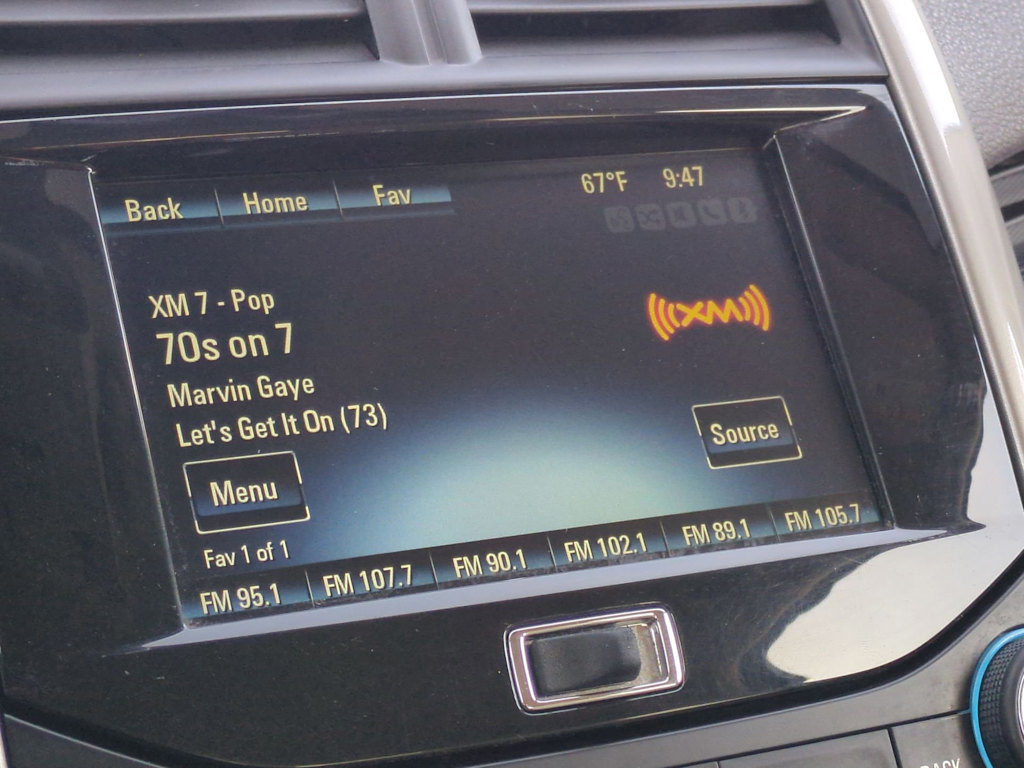 Back Home Fav 67°F 9:47
XM 7 - Pop
70s on 7
Marvin Gaye
Let's Get It On (73)
XM
Source
Menu
Fav 1 of 1
FM 95.1 FM 107.7 FM 90.1 FM 102.1 FM 89.1 FM 105.7
BACK